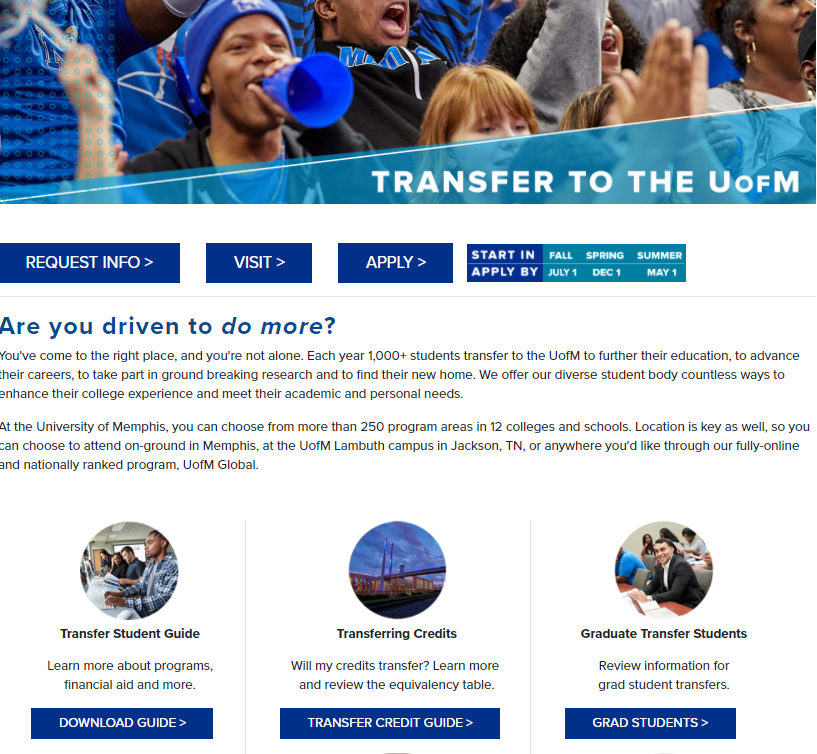 TRANSFER TO THE UOFM
REQUEST INFO >
VISIT >
APPLY >
START IN FALL SPRING SUMMER
APPLY BY JULY 1 DEC 1 MAY 1
Are you driven to do more?
You've come to the right place, and you're not alone. Each year 1,000+ students transfer to the UofM to further their education, to advance
their careers, to take part in ground breaking research and to find their new home. We offer our diverse student body countless ways to
enhance their college experience and meet their academic and personal needs.
At the University of Memphis, you can choose from more than 250 program areas in 12 colleges and schools. Location is key as well, so you
can choose to attend on-ground in Memphis, at the UofM Lambuth campus in Jackson, TN, or anywhere you'd like through our fully-online
and nationally ranked program, UofM Global.
Transfer Student Guide
Learn more about programs,
financial aid and more.
DOWNLOAD GUIDE >
Transferring Credits
Will my credits transfer? Learn more
and review the equivalency table.
TRANSFER CREDIT GUIDE >
Graduate Transfer Students
Review information for
grad student transfers.
GRAD STUDENTS >